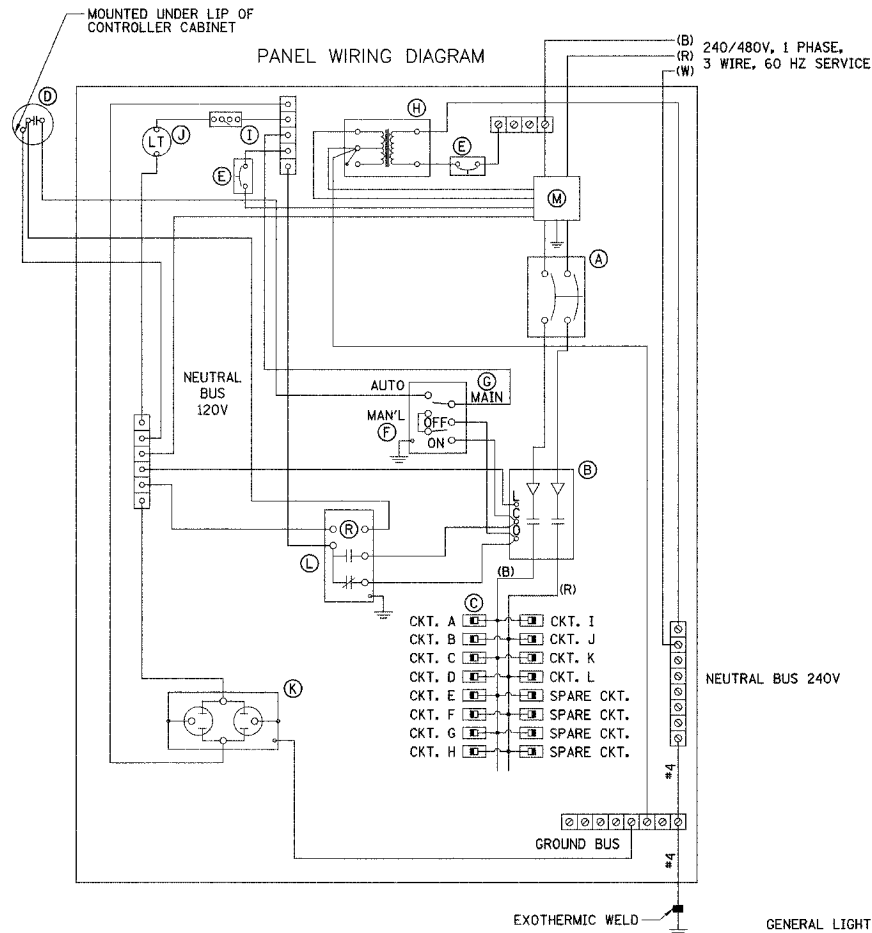 MOUNTED UNDER LIP OF
CONTROLLER CABINET
PANEL WIRING DIAGRAM
(B)
(R)
(W)
240/480V, 1 PHASE,
3 WIRE, 60 HZ SERVICE
D
LT
J
I
E
H
E
M
A
NEUTRAL
BUS
120V
AUTO
G
MAIN
MAN'L
OFF
F
ON
B
L
C
O
R
L
(B)
(R)
C
CKT. A
CKT. I
CKT. B
CKT. J
CKT. C
CKT. K
CKT. D
CKT. L
CKT. E
SPARE CKT.
CKT. F
SPARE CKT.
CKT. G
SPARE CKT.
CKT. H
SPARE CKT.
NEUTRAL BUS 240V
K
#4
GROUND BUS
#4
EXOTHERMIC WELD
GENERAL LIGHT